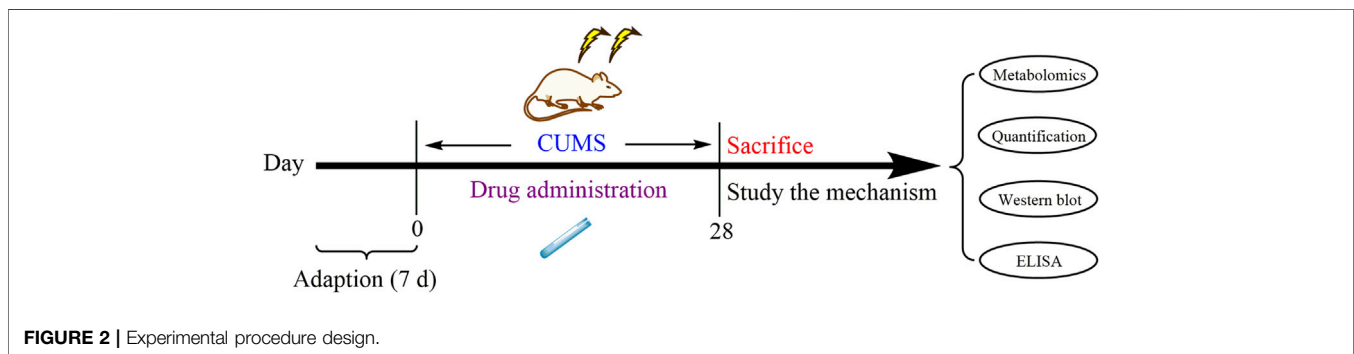 Day
CUMS
Drug administration
0
28
Adaption (7 d)
Sacrifice
Study the mechanism
Metabolomics
Quantification
Western blot
ELISA
FIGURE 2 | Experimental procedure design.